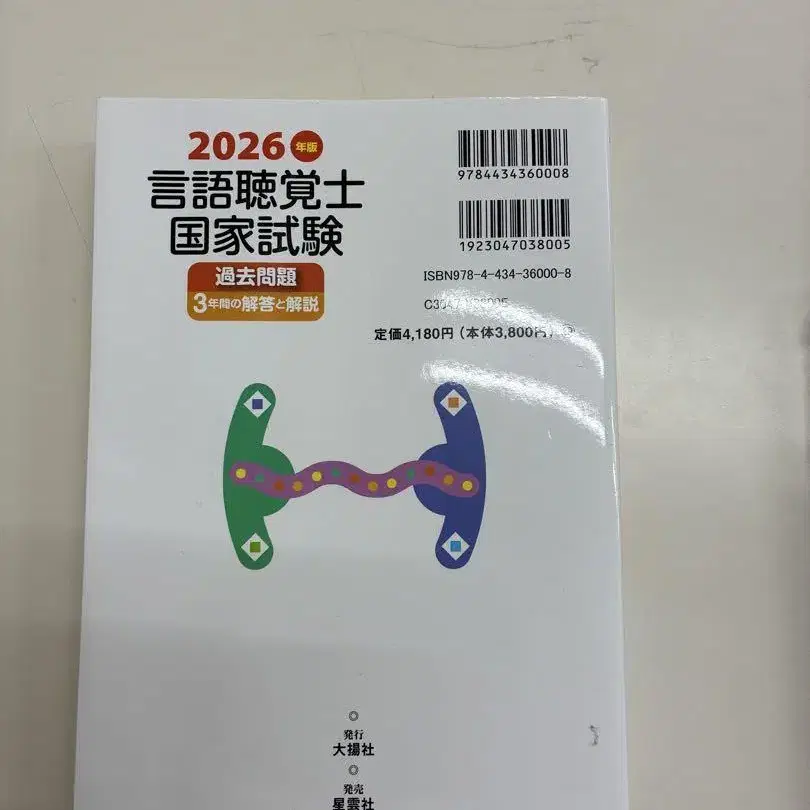 2026年版
言語聴覚士
国家試験
過去問題
3年間の解答と解説
9784434360008
1923047038005
ISBN978-4-434-36000-8
定価4,180円（本体3,800円）
◎
発行
大揚社
◎
発売
星雲社